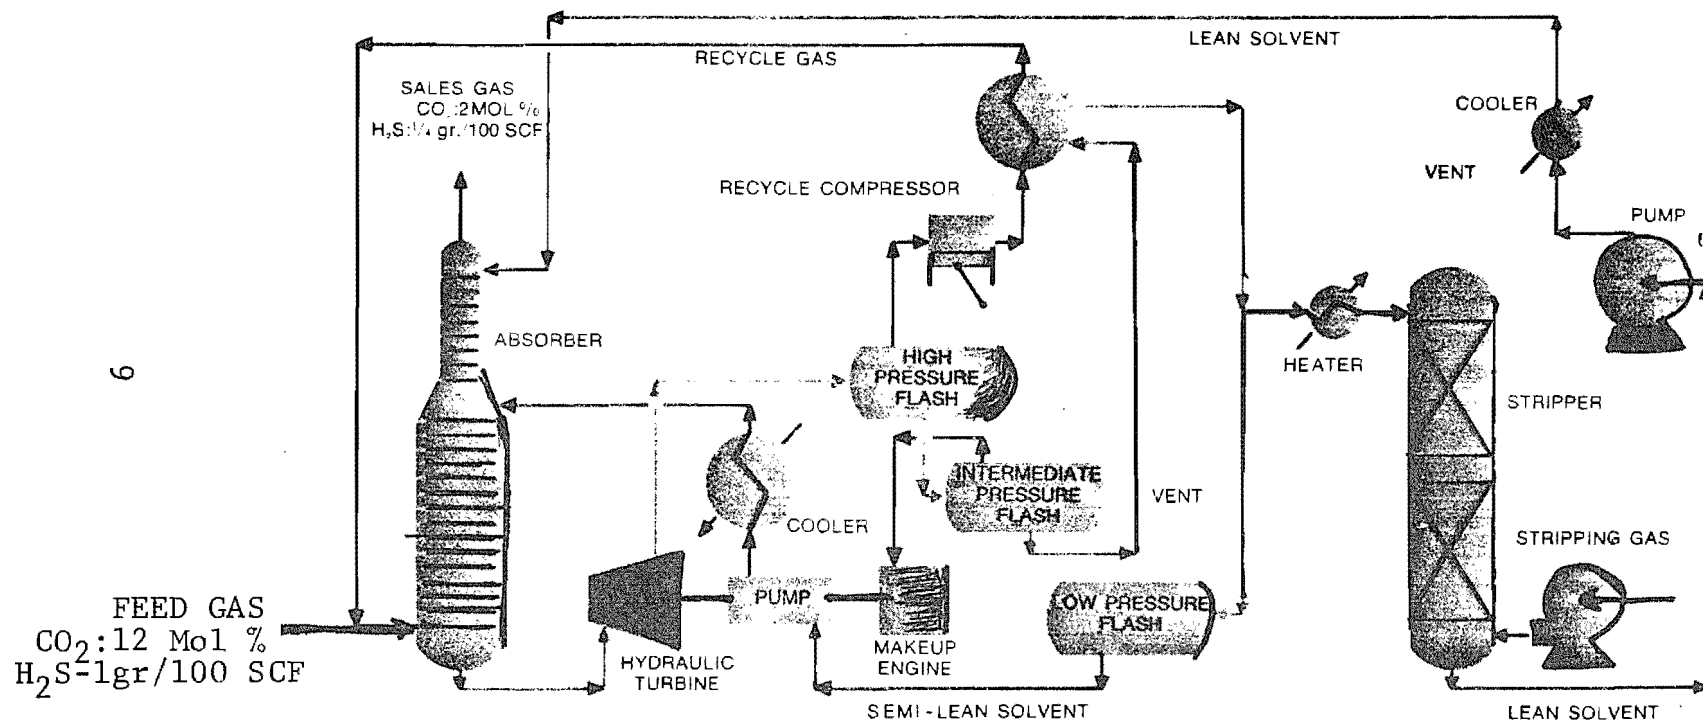 LEAN SOLVENT
RECYCLE GAS
SALES GAS
CO₂:2MOL %
H₂S:¼ gr./100 SCF
COOLER
VENT
RECYCLE COMPRESSOR
PUMP
ABSORBER
HIGH
PRESSURE
FLASH
HEATER
6
STRIPPER
INTERMEDIATE
PRESSURE
FLASH
VENT
COOLER
STRIPPING GAS
FEED GAS
CO₂:12 Mol %
H₂S-1gr/100 SCF
PUMP
LOW PRESSURE
FLASH
HYDRAULIC
TURBINE
MAKEUP
ENGINE
SEMI-LEAN SOLVENT
LEAN SOLVENT